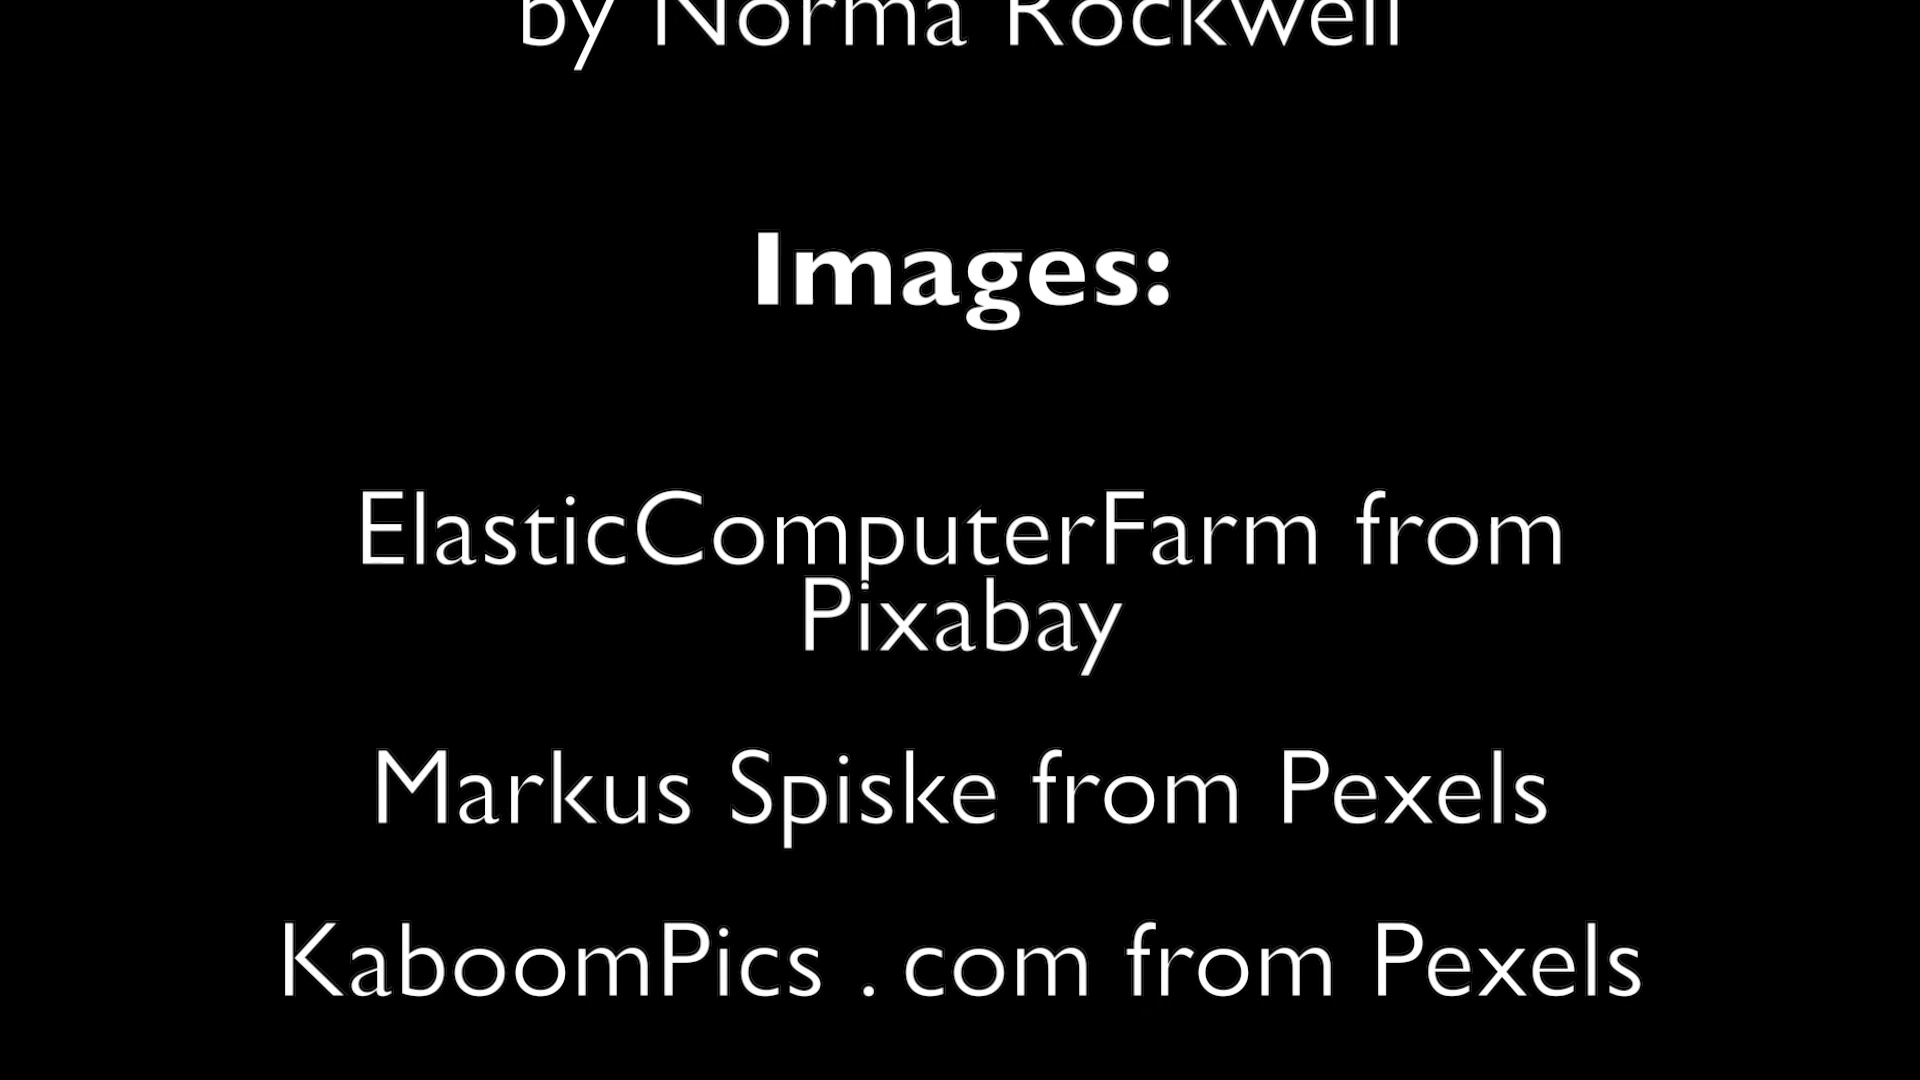 by Norma Rockwell
Images:
ElasticComputerFarm from
Pixabay
Markus Spiske from Pexels
KaboomPics . com from Pexels